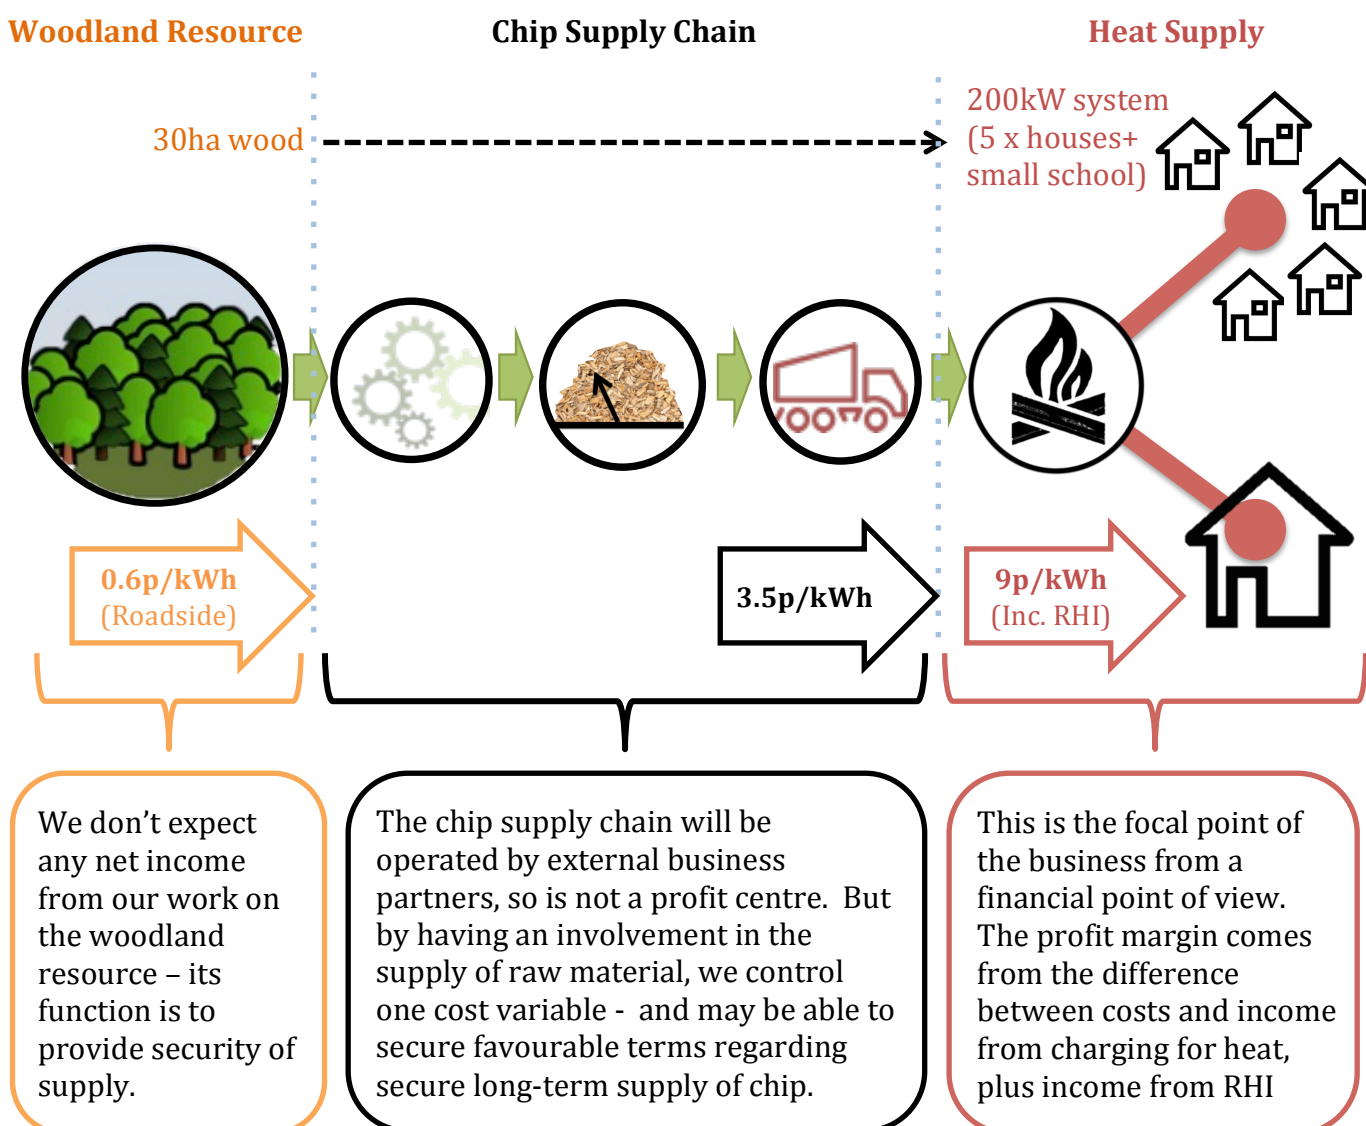 Woodland Resource
Chip Supply Chain
Heat Supply
30ha wood
200kW system
(5 x houses+
small school)
0.6p/kWh
(Roadside)
3.5p/kWh
9p/kWh
(Inc. RHI)
We don’t expect
any net income
from our work on
the woodland
resource – its
function is to
provide security of
supply.
The chip supply chain will be
operated by external business
partners, so is not a profit centre.  But
by having an involvement in the
supply of raw material, we control
one cost variable -  and may be able to
secure favourable terms regarding
secure long-term supply of chip.
This is the focal point of
the business from a
financial point of view.
The profit margin comes
from the difference
between costs and income
from charging for heat,
plus income from RHI